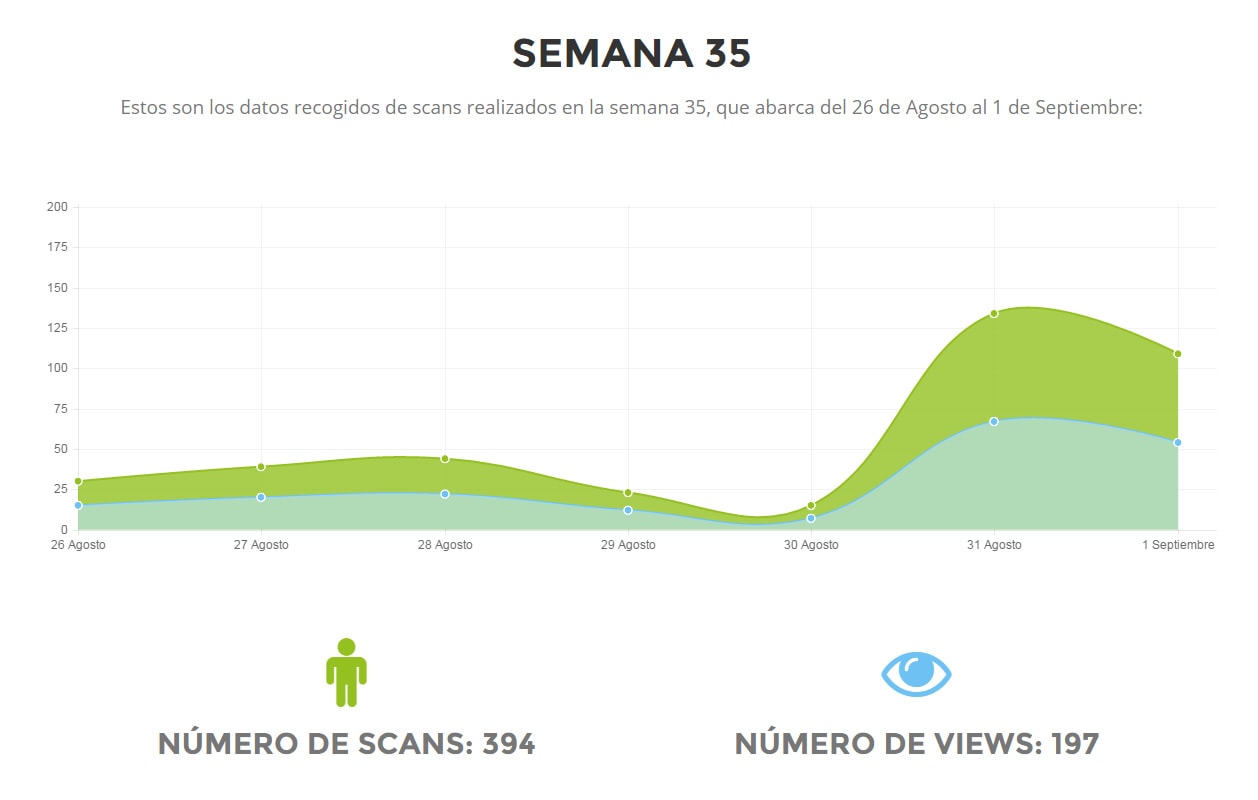 SEMANA 35
Estos son los datos recogidos de scans realizados en la semana 35, que abarca del 26 de Agosto al 1 de Septiembre:
200
175
150
125
100
75
50
25
0
26 Agosto 27 Agosto 28 Agosto 29 Agosto 30 Agosto 31 Agosto 1 Septiembre
NÚMERO DE SCANS: 394 NÚMERO DE VIEWS: 197